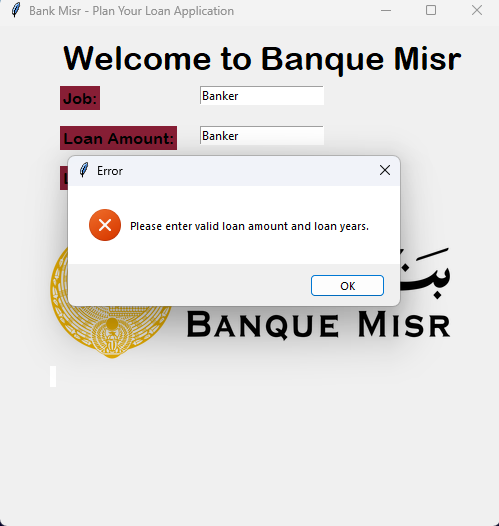 Bank Misr - Plan Your Loan Application
Welcome to Banque Misr
Job:
Banker
Loan Amount:
Banker
Error
Please enter valid loan amount and loan years.
OK
BANQUE MISR